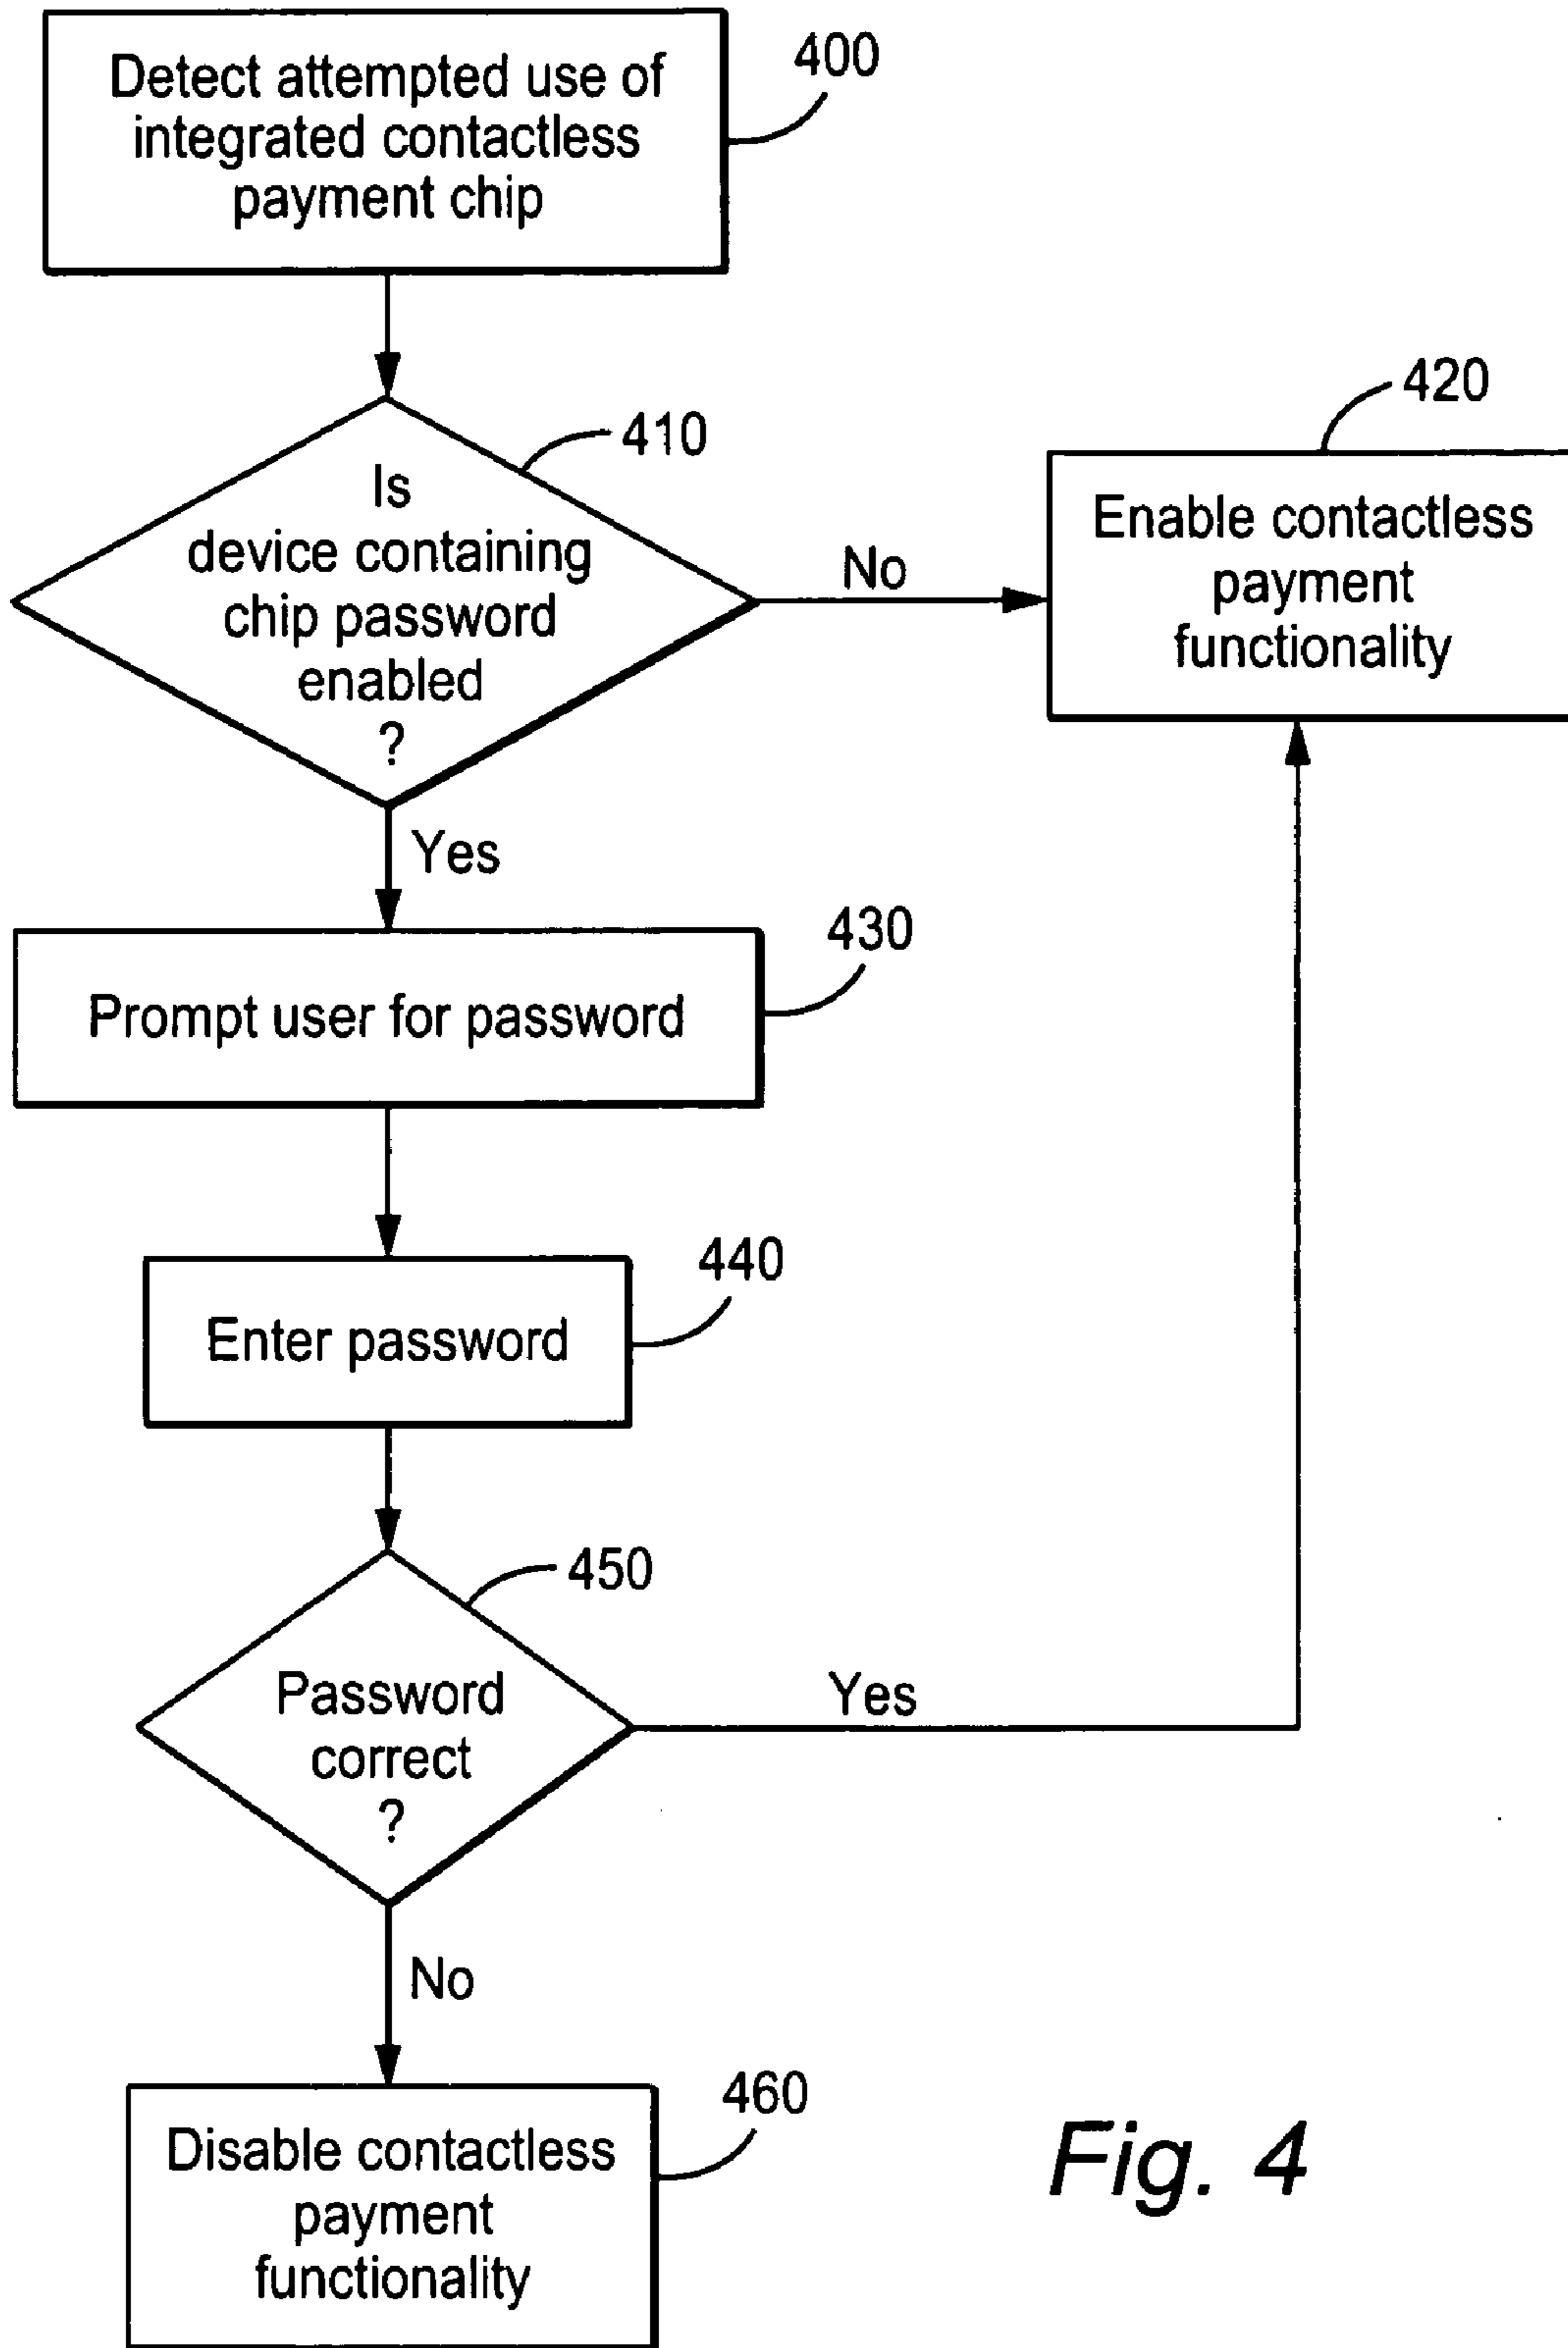 Detect attempted use of
integrated contactless
payment chip
400
Is
device containing
chip password
enabled
?
410
No
420
Enable contactless
payment
functionality
Yes
430
Prompt user for password
440
Enter password
450
Password
correct
?
Yes
No
460
Disable contactless
payment
functionality
Fig. 4